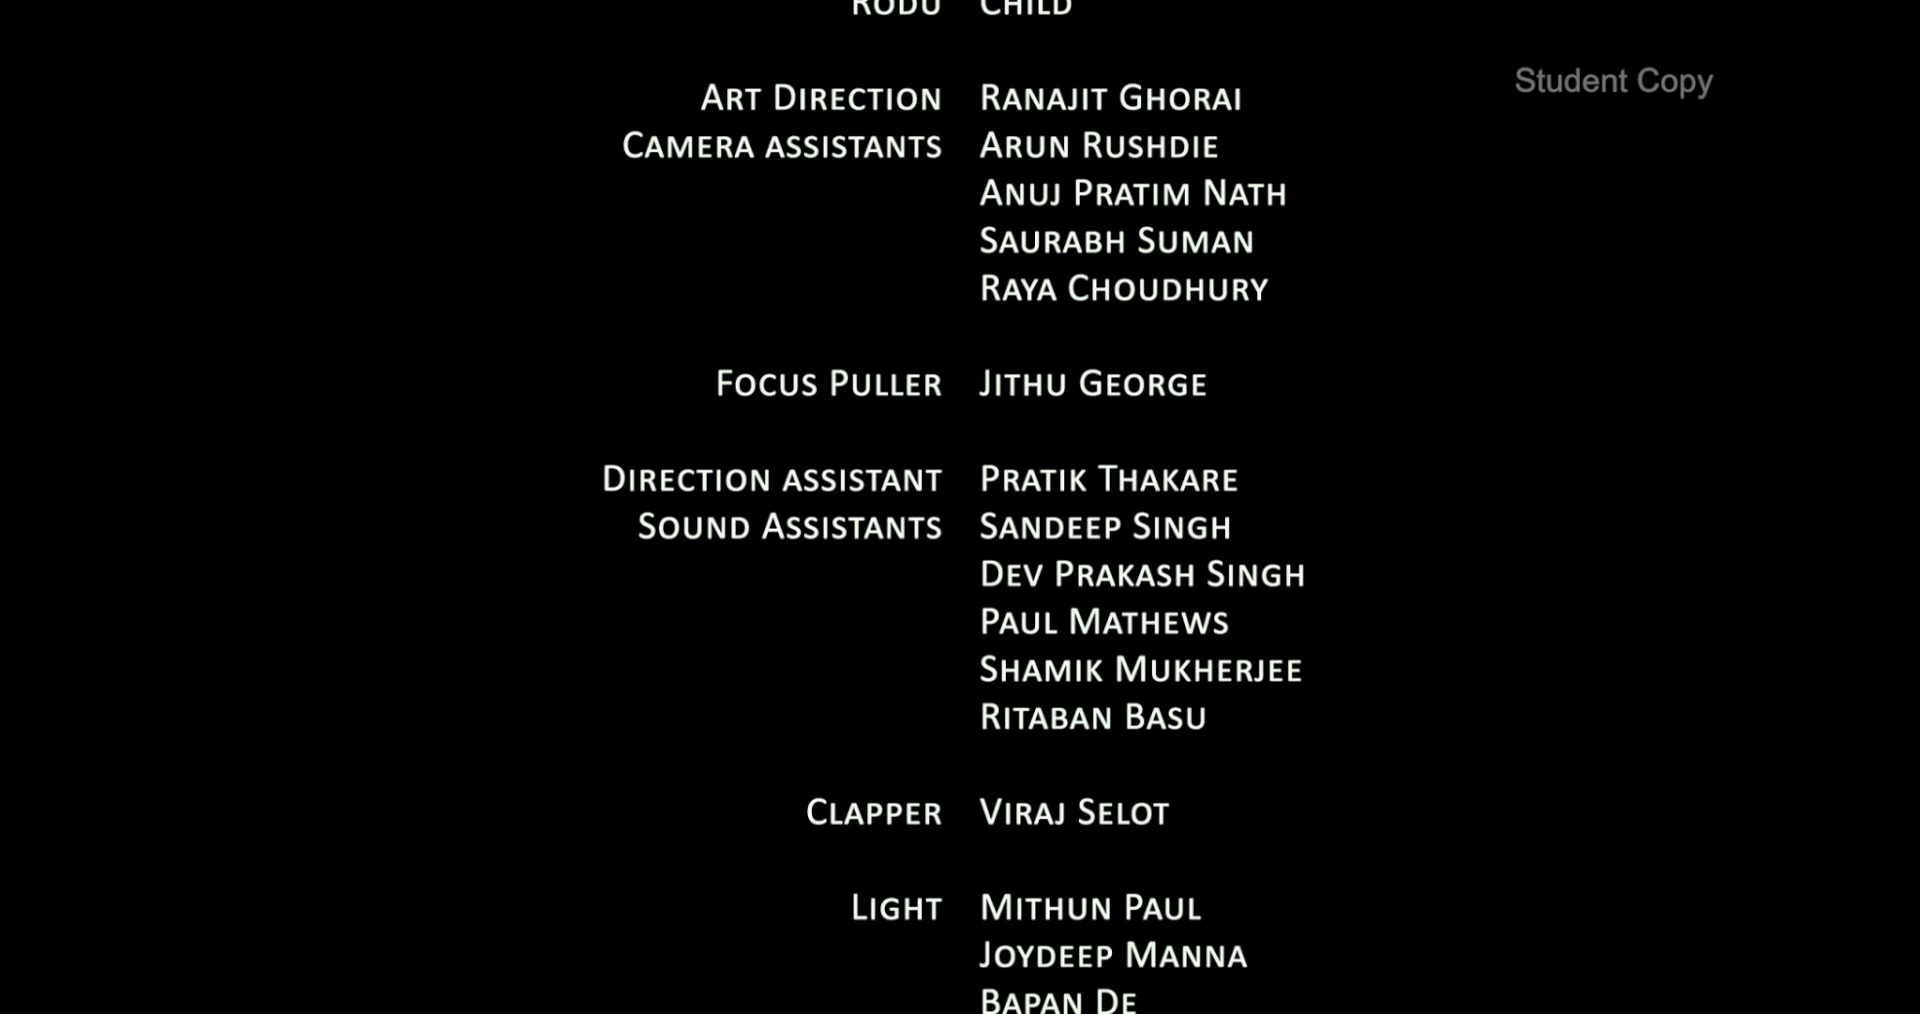 Rodu Child
Student Copy
Art Direction Ranajit Ghorai
Camera assistants Arun Rushdie
Anuj Pratim Nath
Saurabh Suman
Raya Choudhury
Focus Puller Jithu George
Direction assistant Pratik Thakare
Sound Assistants Sandeep Singh
Dev Prakash Singh
Paul Mathews
Shamik Mukherjee
Ritaban Basu
Clapper Viraj Selot
Light Mithun Paul
Joydeep Manna
Bapan De